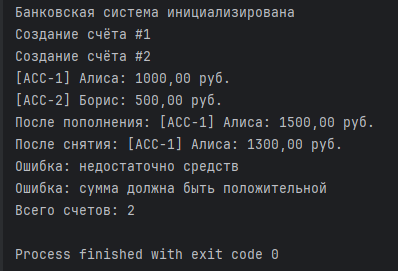 Банковская система инициализирована
Создание счёта #1
Создание счёта #2
[ACC-1] Алиса: 1000,00 руб.
[ACC-2] Борис: 500,00 руб.
После пополнения: [ACC-1] Алиса: 1500,00 руб.
После снятия: [ACC-1] Алиса: 1300,00 руб.
Ошибка: недостаточно средств
Ошибка: сумма должна быть положительной
Всего счетов: 2
Process finished with exit code 0